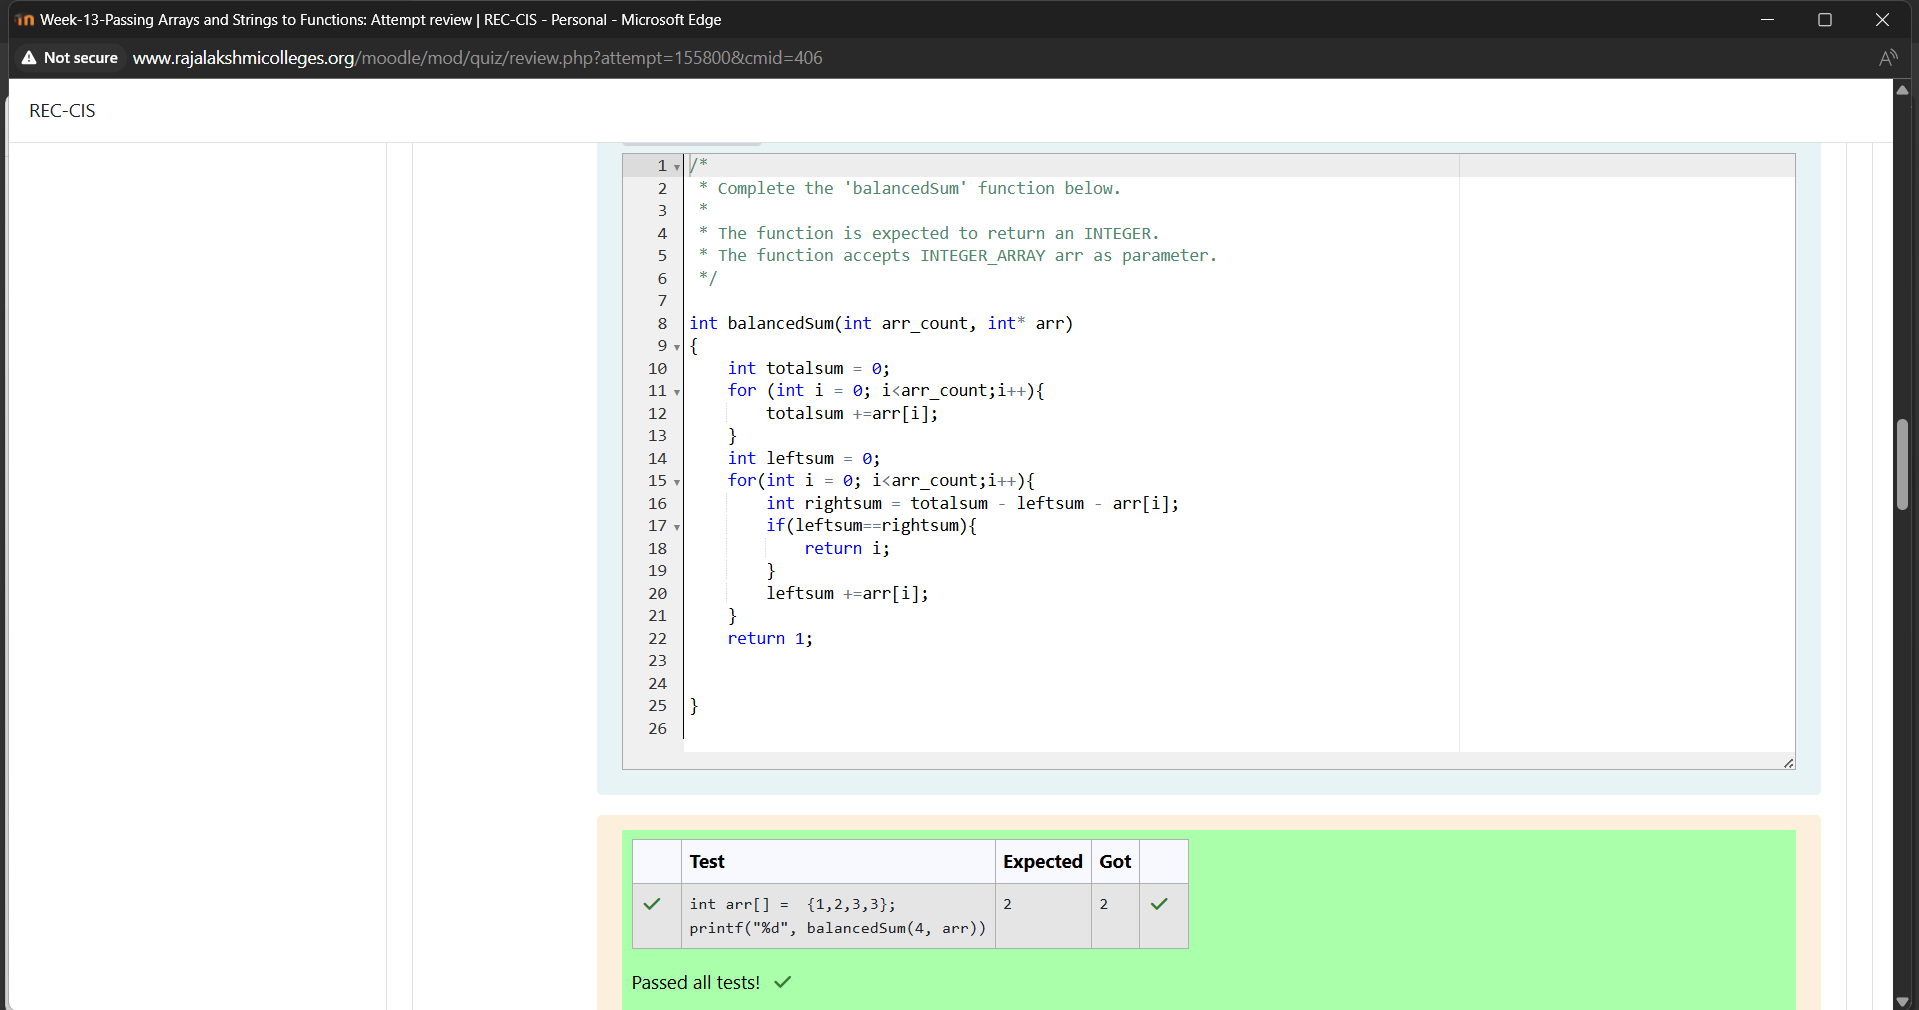 Week-13-Passing Arrays and Strings to Functions: Attempt review | REC-CIS - Personal - Microsoft Edge
Not secure www.rajalakshmicolleges.org/moodle/mod/quiz/review.php?attempt=155800&cmid=406
REC-CIS
1 /*
2  * Complete the 'balancedSum' function below.
3  *
4  * The function is expected to return an INTEGER.
5  * The function accepts INTEGER_ARRAY arr as parameter.
6  */
7
8 int balancedSum(int arr_count, int* arr)
9 {
10     int totalsum = 0;
11     for (int i = 0; i<arr_count;i++){
12         totalsum +=arr[i];
13     }
14     int leftsum = 0;
15     for(int i = 0; i<arr_count;i++){
16         int rightsum = totalsum - leftsum - arr[i];
17         if(leftsum==rightsum){
18             return i;
19         }
20         leftsum +=arr[i];
21     }
22     return 1;
23
24
25 }
26
Test Expected Got
int arr[] =  {1,2,3,3}; 2 2
printf("%d", balancedSum(4, arr))
Passed all tests!